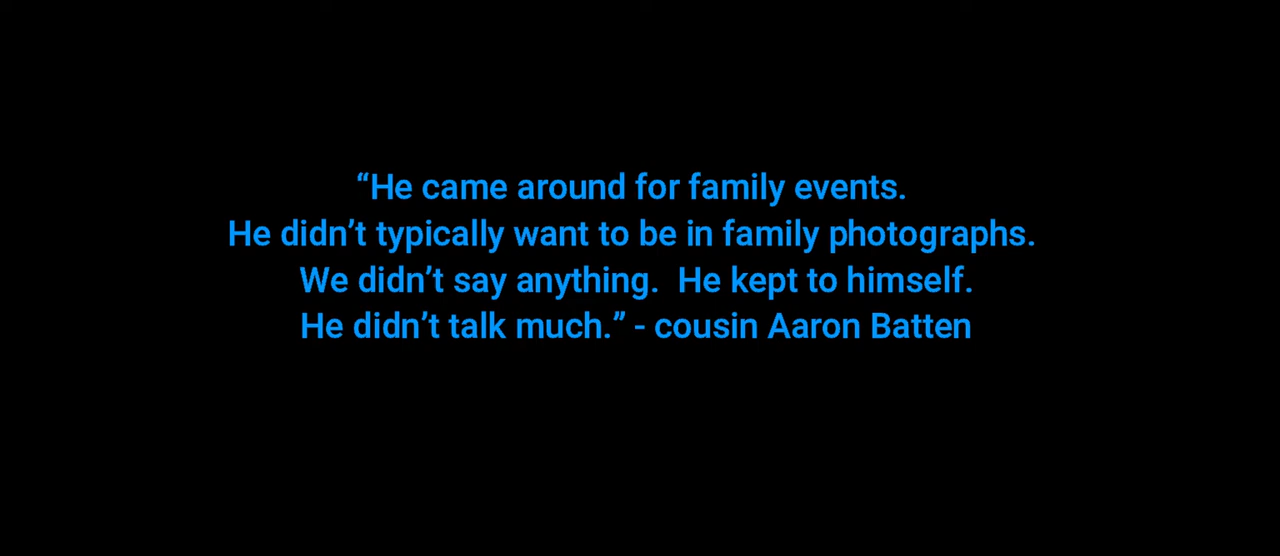 “He came around for family events.
He didn’t typically want to be in family photographs.
We didn’t say anything.  He kept to himself.
He didn’t talk much.” - cousin Aaron Batten